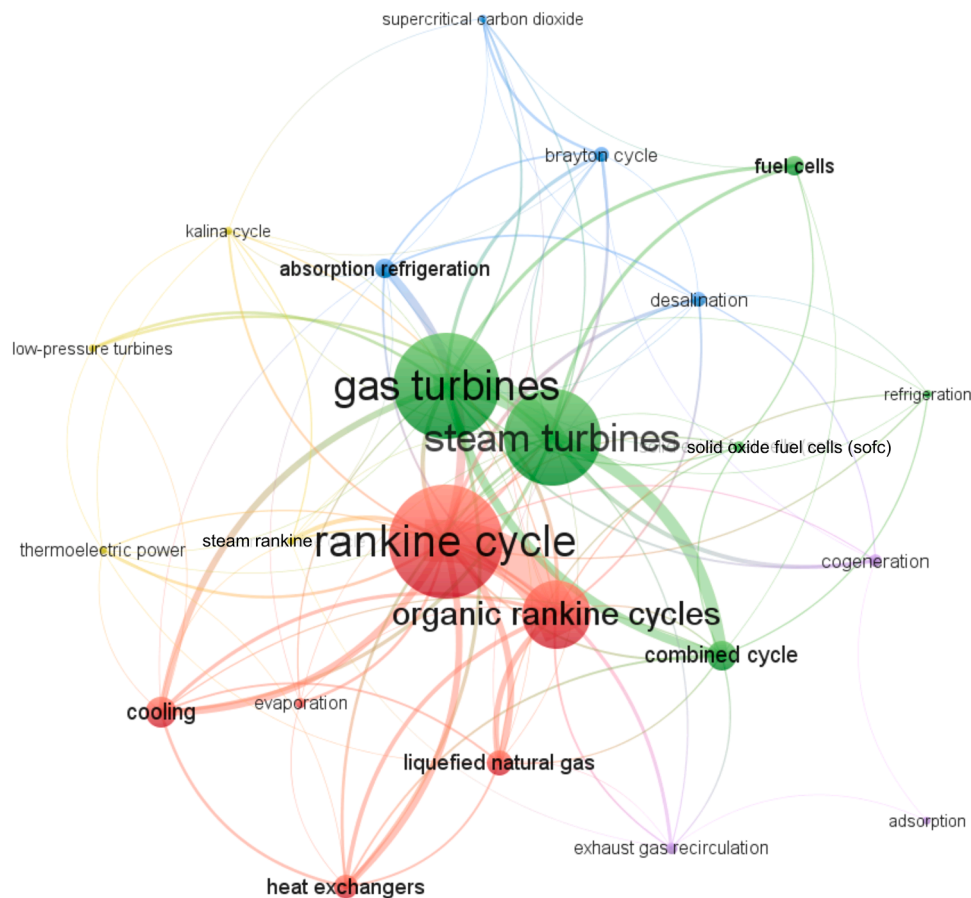 supercritical carbon dioxide
brayton cycle
fuel cells
kalina cycle
absorption refrigeration
desalination
low-pressure turbines
gas turbines
refrigeration
steam turbines
solid oxide fuel cells (sofc)
steam rankine
rankine cycle
thermoelectric power
cogeneration
organic rankine cycles
combined cycle
cooling
evaporation
liquefied natural gas
adsorption
exhaust gas recirculation
heat exchangers